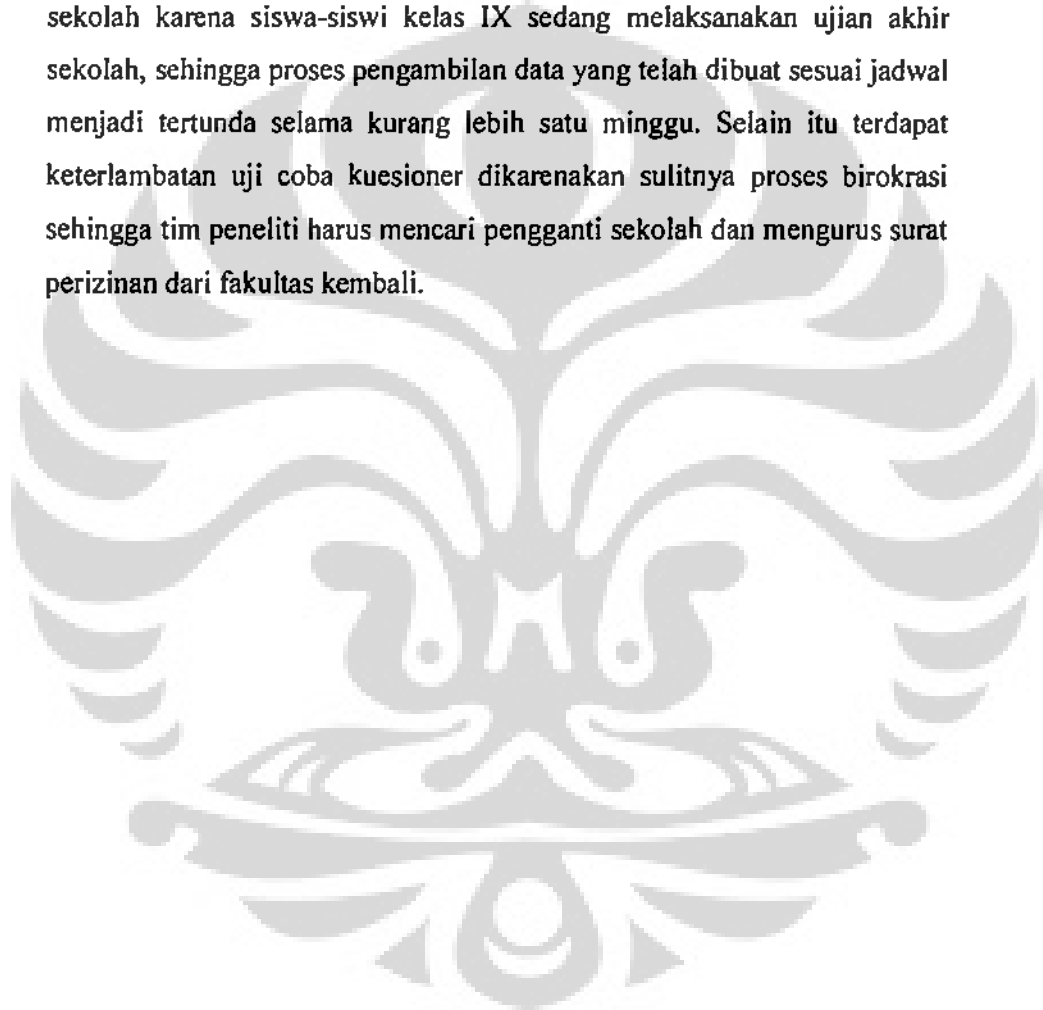 sekolah karena siswa-siswi kelas IX sedang melaksanakan ujian akhir
sekolah, sehingga proses pengambilan data yang telah dibuat sesuai jadwal
menjadi tertunda selama kurang lebih satu minggu. Selain itu terdapat
keterlambatan uji coba kuesioner dikarenakan sulitnya proses birokrasi
sehingga tim peneliti harus mencari pengganti sekolah dan mengurus surat
perizinan dari fakultas kembali.